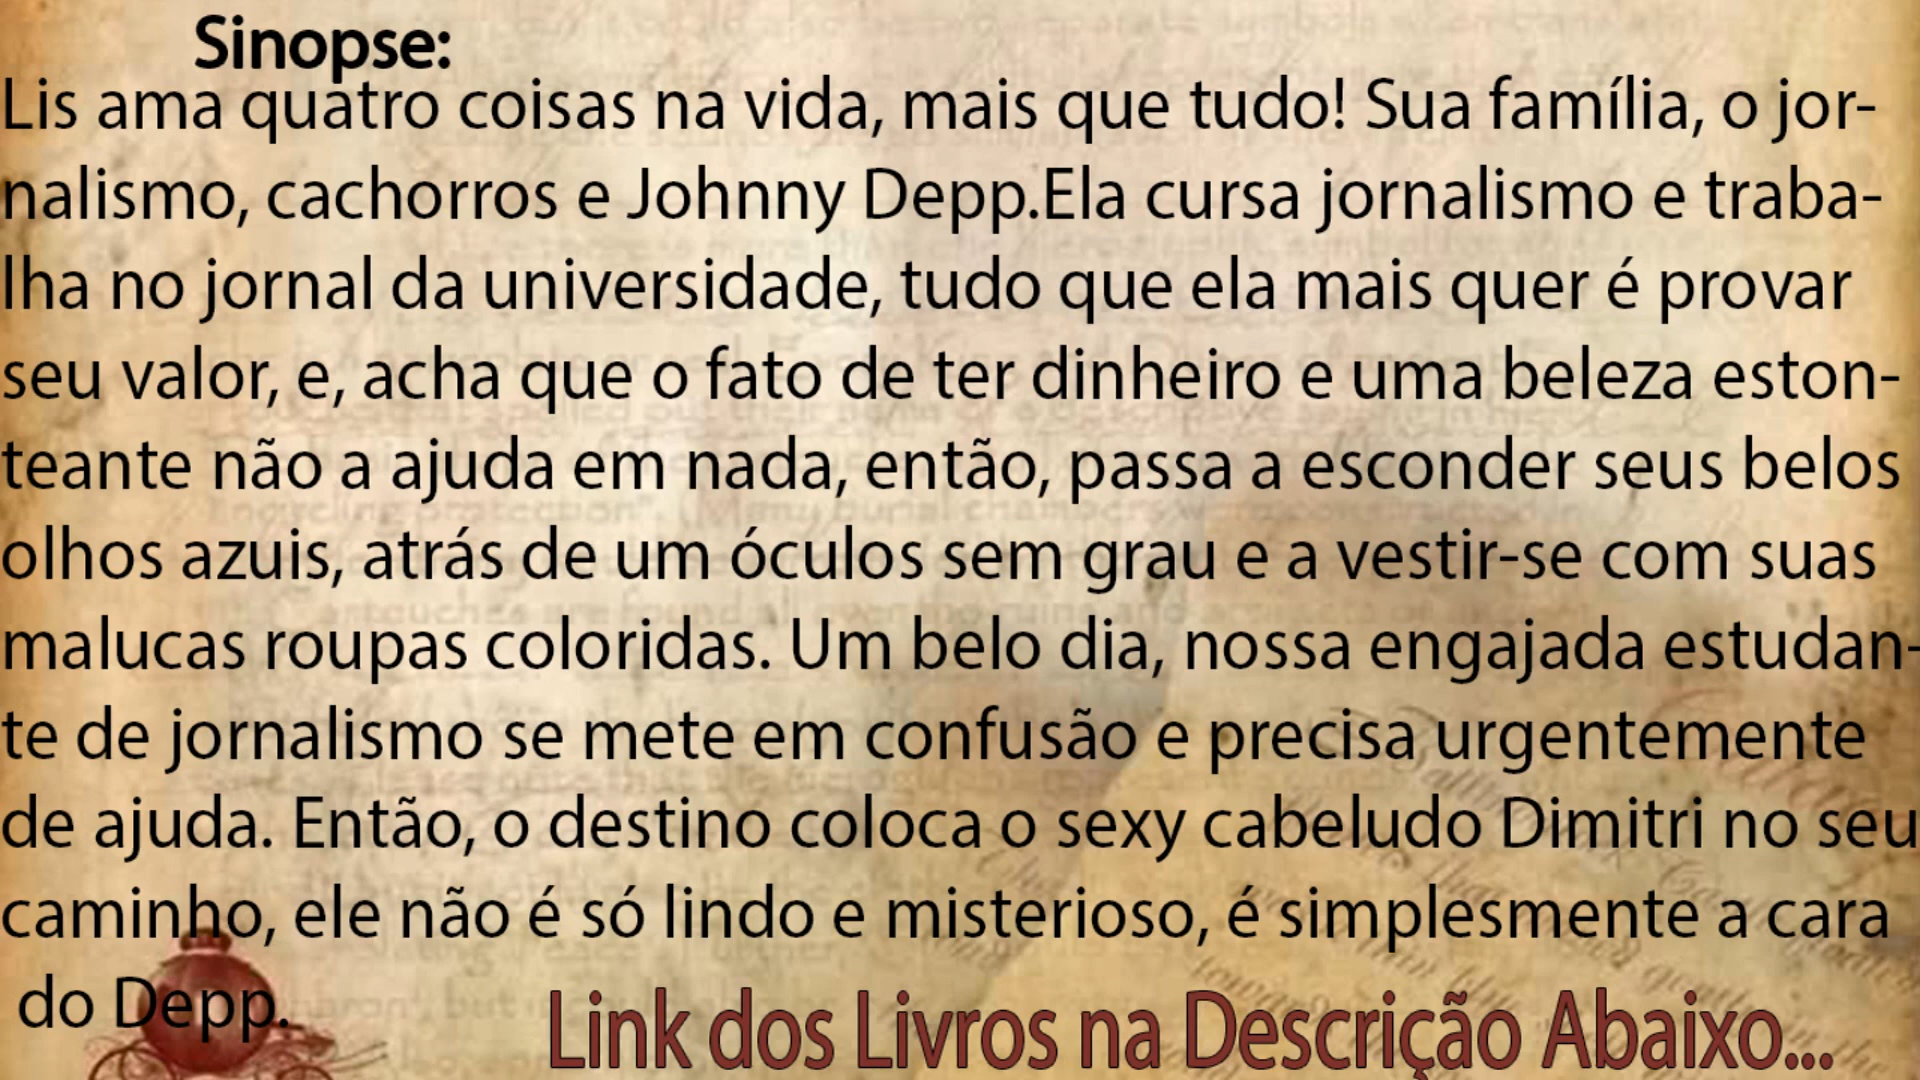 Sinopse:
Lis ama quatro coisas na vida, mais que tudo! Sua família, o jor-
nalismo, cachorros e Johnny Depp.Ela cursa jornalismo e traba-
lha no jornal da universidade, tudo que ela mais quer é provar
seu valor, e, acha que o fato de ter dinheiro e uma beleza eston-
teante não a ajuda em nada, então, passa a esconder seus belos
olhos azuis, atrás de um óculos sem grau e a vestir-se com suas
malucas roupas coloridas. Um belo dia, nossa engajada estudan-
te de jornalismo se mete em confusão e precisa urgentemente
de ajuda. Então, o destino coloca o sexy cabeludo Dimitri no seu
caminho, ele não é só lindo e misterioso, é simplesmente a cara
do Depp.
Link dos Livros na Descrição Abaixo...